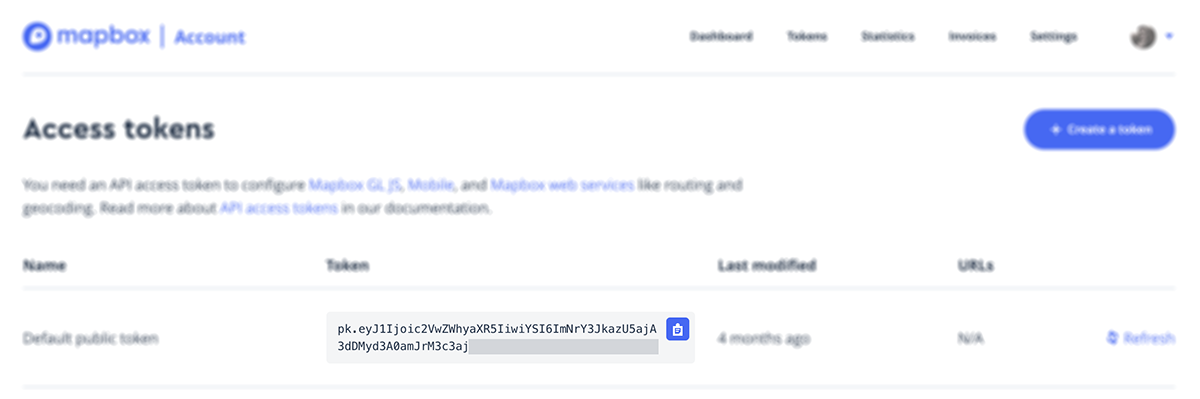 mapbox | Account
Dashboard Tokens Statistics Invoices Settings
Access tokens
+ Create a token
You need an API access token to configure Mapbox GL JS, Mobile, and Mapbox web services like routing and
geocoding. Read more about API access tokens in our documentation.
Name Token Last modified URLs
Default public token
pk.eyJ1Ijoic2VwZWhyaXR5IiwiYSI6ImNrY3JkazU5ajA
3dDMyd3A0amJrM3c3aj
4 months ago N/A Refresh